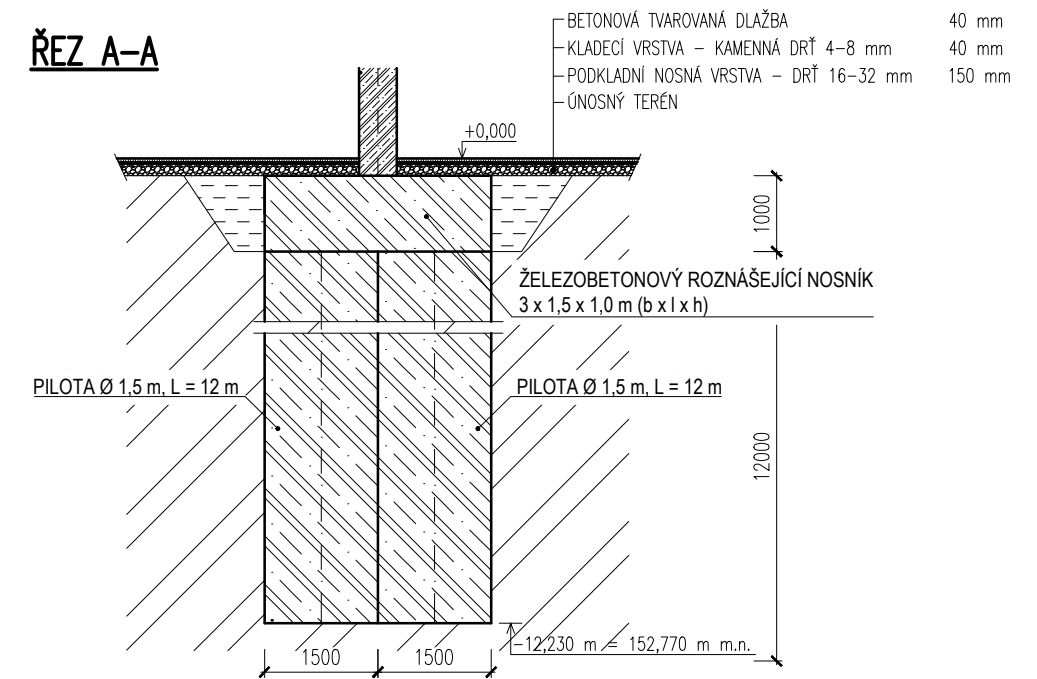 ŘEZ A-A
BETONOVÁ TVAROVANÁ DLAŽBA 40 mm
KLADECÍ VRSTVA - KAMENNÁ DRŤ 4-8 mm 40 mm
PODKLADNÍ NOSNÁ VRSTVA - DRŤ 16-32 mm 150 mm
ÚNOSNÝ TERÉN
+0,000
1000
ŽELEZOBETONOVÝ ROZNÁŠEJÍCÍ NOSNÍK
3 x 1,5 x 1,0 m (b x l x h)
PILOTA Ø 1,5 m, L = 12 m
PILOTA Ø 1,5 m, L = 12 m
12000
-12,230 m = 152,770 m m.n.
1500
1500